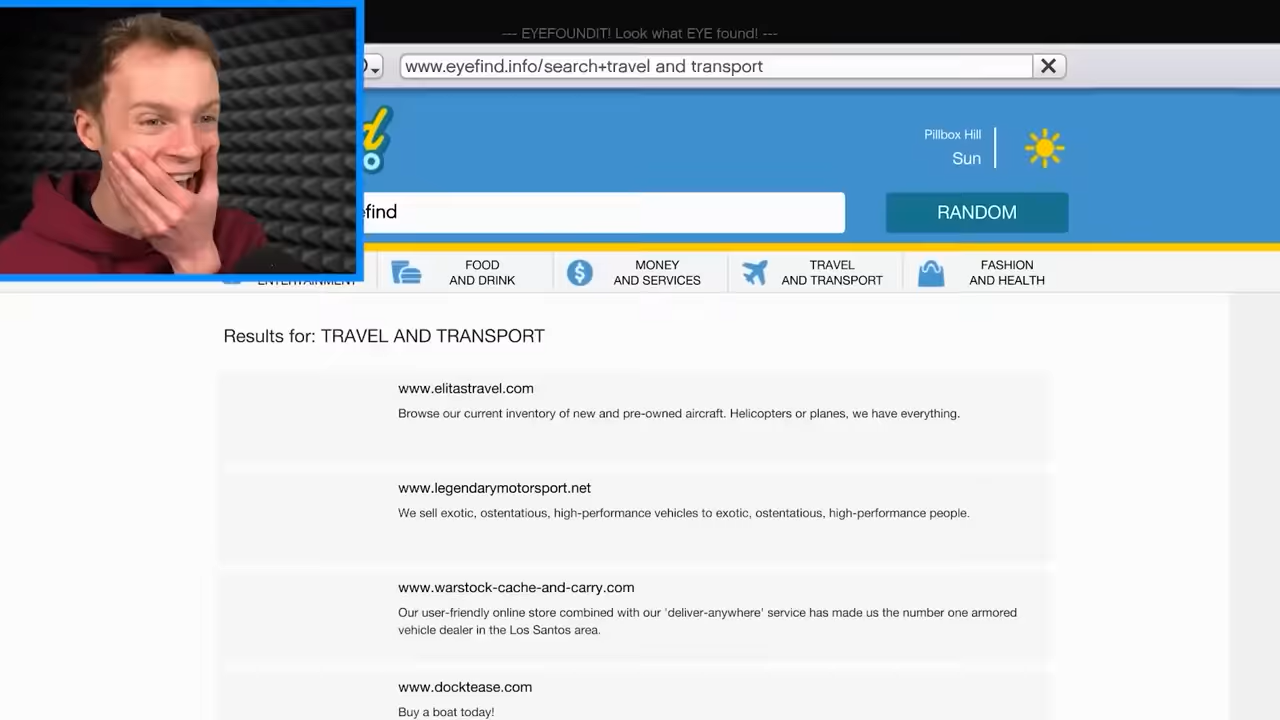 --- EYEFOUNDIT! Look what EYE found! ---
www.eyefind.info/search+travel and transport
Pillbox Hill
Sun
find
RANDOM
ENTERTAINMENT
FOOD
AND DRINK
MONEY
AND SERVICES
TRAVEL
AND TRANSPORT
FASHION
AND HEALTH
Results for: TRAVEL AND TRANSPORT
www.elitastravel.com
Browse our current inventory of new and pre-owned aircraft. Helicopters or planes, we have everything.
www.legendarymotorsport.net
We sell exotic, ostentatious, high-performance vehicles to exotic, ostentatious, high-performance people.
www.warstock-cache-and-carry.com
Our user-friendly online store combined with our 'deliver-anywhere' service has made us the number one armored
vehicle dealer in the Los Santos area.
www.docktease.com
Buy a boat today!